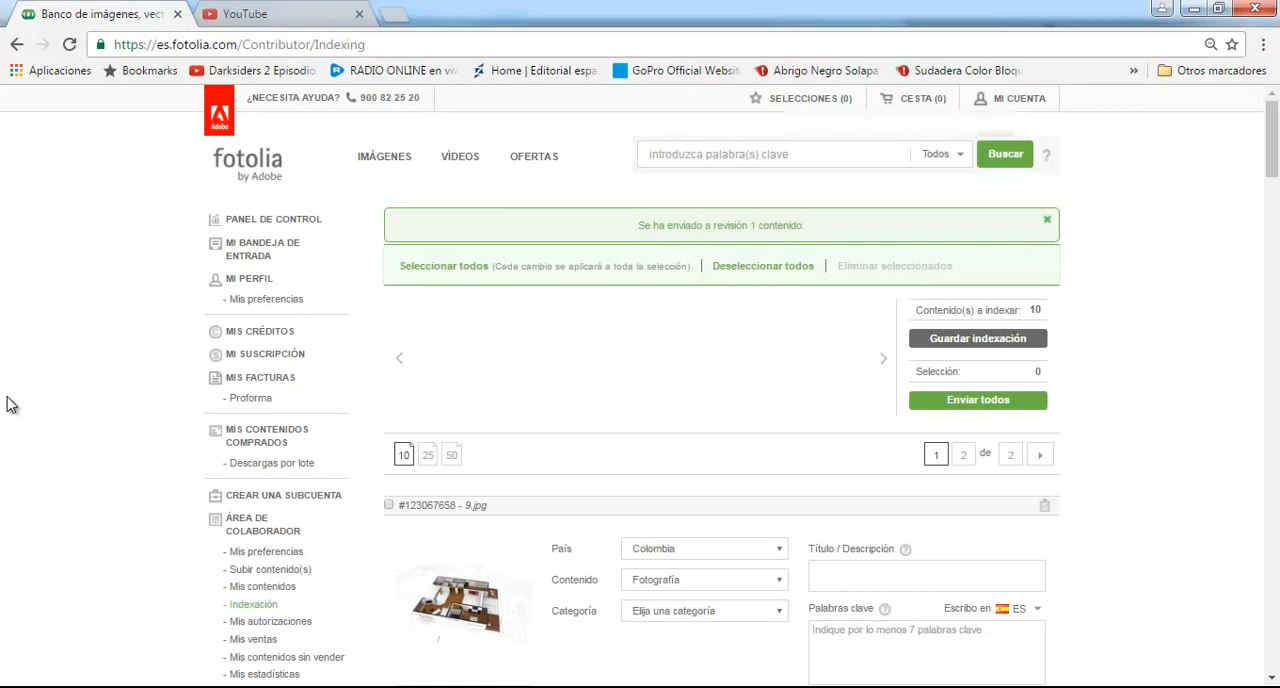 Banco de imágenes, vect
YouTube
https://es.fotolia.com/Contributor/Indexing
Aplicaciones
Bookmarks
Darksiders 2 Episodio
RADIO ONLINE en viv
Home | Editorial espa
GoPro Official Websit
Abrigo Negro Solapa
Sudadera Color Bloqu
»
Otros marcadores
Adobe
¿NECESITA AYUDA? 900 82 25 20
SELECCIONES (0)
CESTA (0)
MI CUENTA
fotolia
by Adobe
IMÁGENES
VÍDEOS
OFERTAS
introduzca palabra(s) clave
Todos
Buscar
?
PANEL DE CONTROL
MI BANDEJA DE
ENTRADA
MI PERFIL
- Mis preferencias
MIS CRÉDITOS
MI SUSCRIPCIÓN
MIS FACTURAS
- Proforma
MIS CONTENIDOS
COMPRADOS
- Descargas por lote
CREAR UNA SUBCUENTA
ÁREA DE
COLABORADOR
- Mis preferencias
- Subir contenido(s)
- Mis contenidos
- Indexación
- Mis autorizaciones
- Mis ventas
- Mis contenidos sin vender
- Mis estadísticas
Se ha enviado a revisión 1 contenido.
Seleccionar todos (Cada cambio se aplicará a toda la selección)
Deseleccionar todos
Eliminar seleccionados
Contenido(s) a indexar: 10
Guardar indexación
Selección: 0
Enviar todos
10 25 50
1 2 de 2
#123067658 - 9.jpg
País
Colombia
Contenido
Fotografía
Categoría
Elija una categoría
Título / Descripción ?
Palabras clave ?
Escribo en ES
Indique por lo menos 7 palabras clave